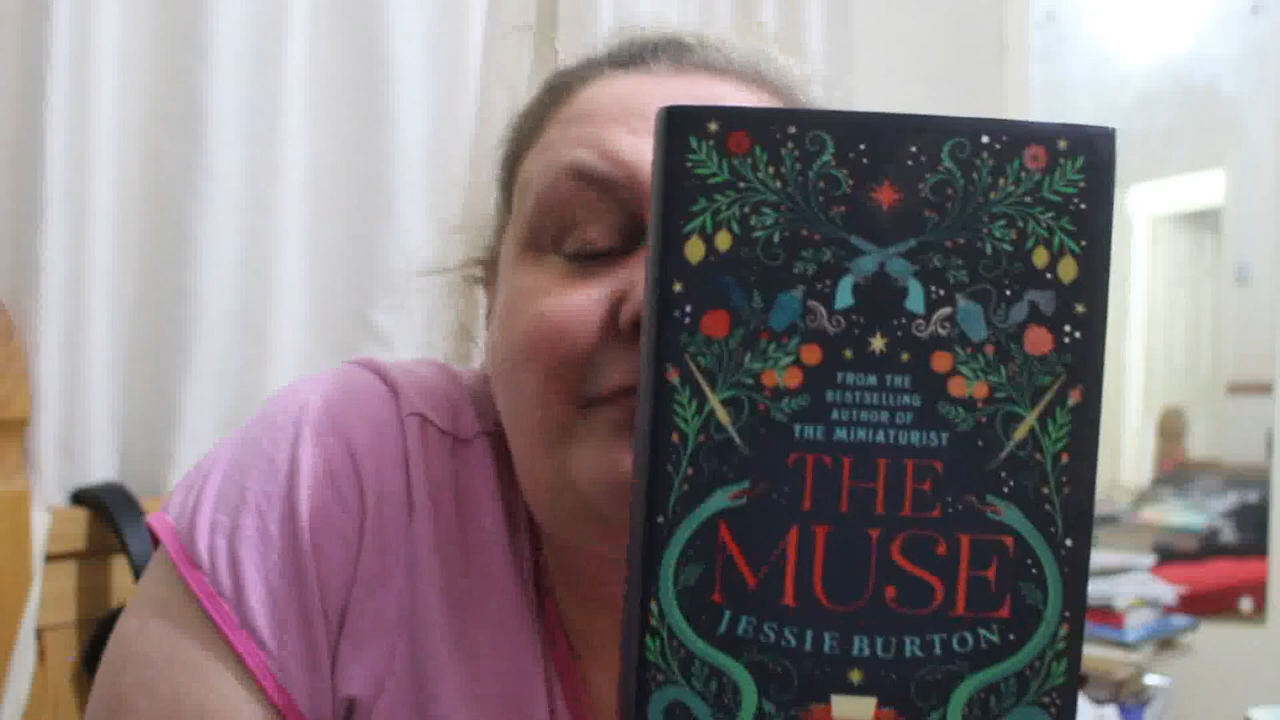 FROM THE
BESTSELLING
AUTHOR OF
THE MINIATURIST
THE
MUSE
JESSIE BURTON